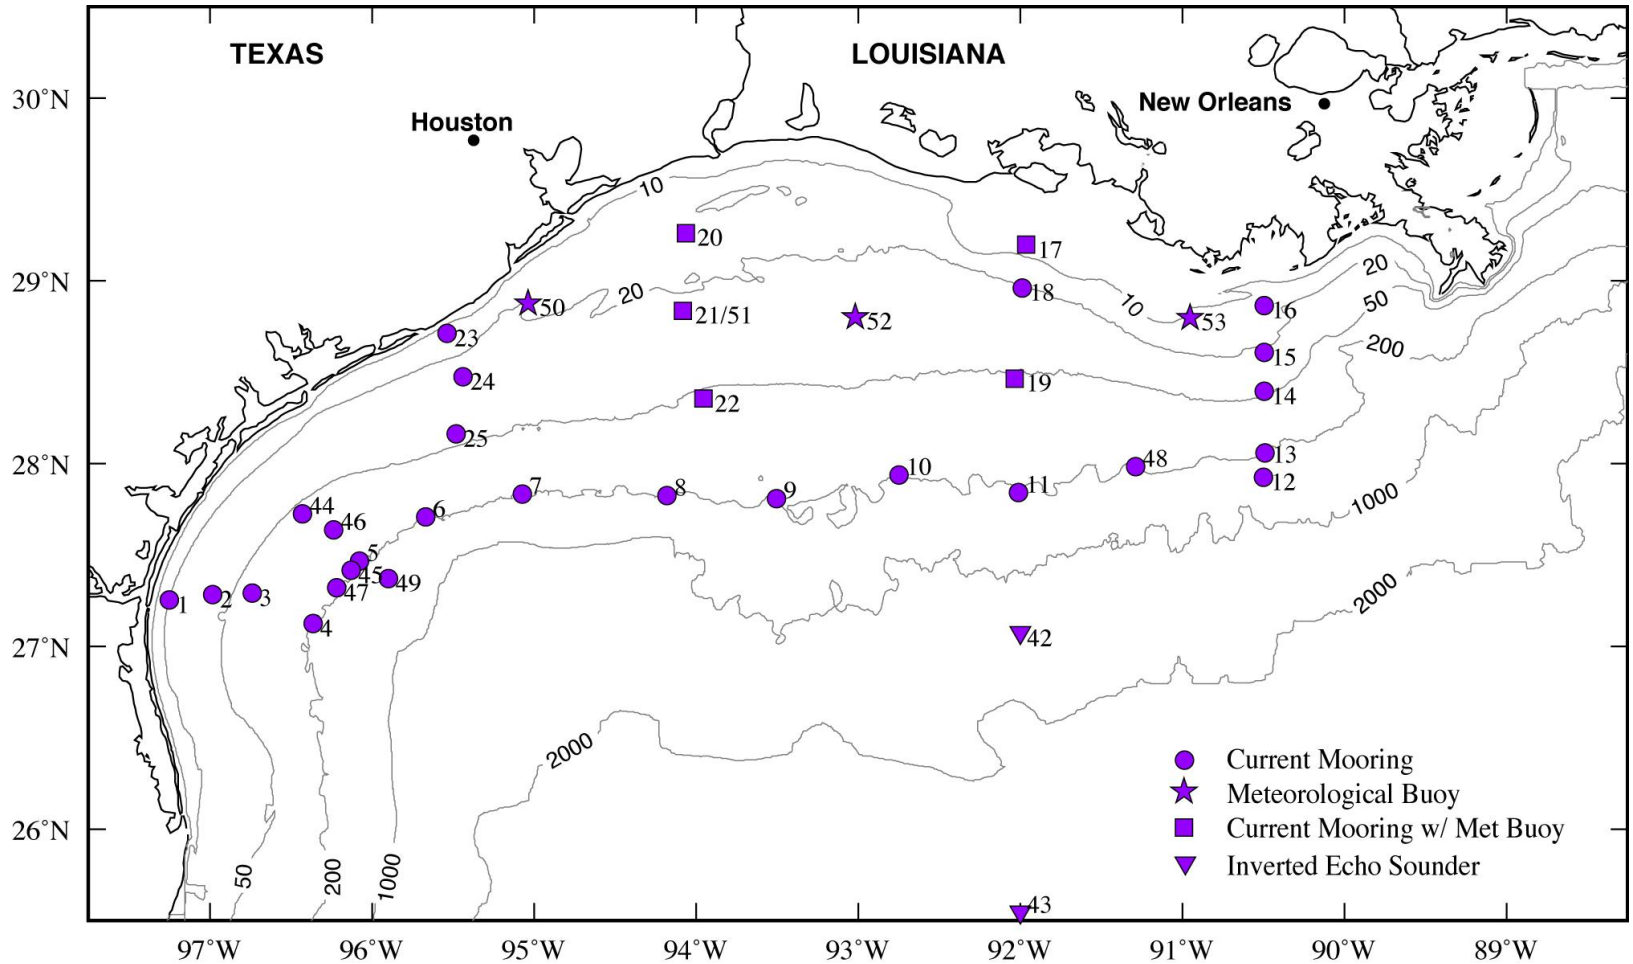 TEXAS
LOUISIANA
30°N
New Orleans
Houston
10
20
17
29°N
20
18
20
50
21/51
50
52
10
53
16
200
23
15
24
19
14
22
25
28°N
10
48
13
7
8
9
11
12
1000
44
46
6
5
45
49
47
2000
1
2
3
4
27°N
42
2000
Current Mooring
Meteorological Buoy
26°N
Current Mooring w/ Met Buoy
Inverted Echo Sounder
50
200
1000
43
97°W
96°W
95°W
94°W
93°W
92°W
91°W
90°W
89°W